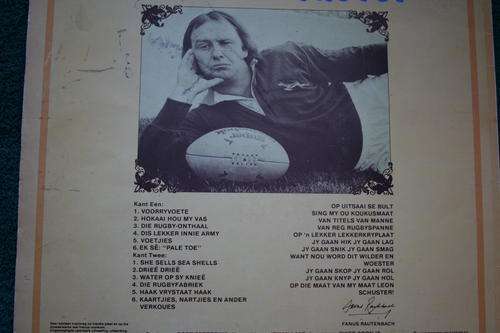 Kant Een:
1. VOORRYVOETE
2. HOKAAI HOU MY VAS
3. DIE RUGBY-ONTHAAL
4. DIS LEKKER INNIE ARMY
5. VOETJIES
6. EK SÊ: "PALE TOE"
Kant Twee:
1. SHE SELLS SEA SHELLS
2. DRIEË DRIEË
3. WATER OP SY KNIEË
4. DIE RUGBYFABRIEK
5. HAAK VRYSTAAT HAAK
6. KAARTJIES, NARTJIES EN ANDER
VERKOUES
OP UITSAAI SE BULT
SING MY OU KOUKUSMAAT
VAN TITELS VAN MANNE
VAN REG RUGBYSPANNE
OP 'n LEKKER LEKKERKRYPLAAT
JY GAAN HIK JY GAAN LAG
JY GAAN SNIK JY GAAN SMAG
WANT NOU WORD DIT WILDER EN
WOESTER
JY GAAN SKOP JY GAAN ROL
JY GAAN KNYP JY GAAN HOL
OP DIE MAAT VAN MY MAAT LEON
SCHUSTER!
FANUS RAUTENBACH